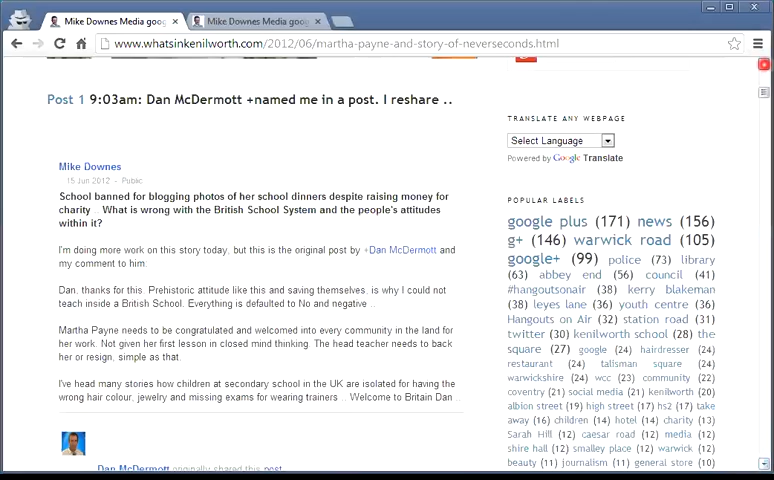 Mike Downes Media goog
Mike Downes Media goog
www.whatsinkenilworth.com/2012/06/martha-payne-and-story-of-neverseconds.html
Post 1 9:03am: Dan McDermott +named me in a post. I reshare ..
Mike Downes
15 Jun 2012 - Public
School banned for blogging photos of her school dinners despite raising money for
charity .. What is wrong with the British School System and the people's attitudes
within it?
I'm doing more work on this story today, but this is the original post by +Dan McDermott and
my comment to him.
Dan, thanks for this. Prehistoric attitude like this and saving themselves, is why I could not
teach inside a British School. Everything is defaulted to No and negative ..
Martha Payne needs to be congratulated and welcomed into every community in the land for
her work. Not given her first lesson in closed mind thinking. The head teacher needs to back
her or resign, simple as that.
I've head many stories how children at secondary school in the UK are isolated for having the
wrong hair colour, jewelry and missing exams for wearing trainers .. Welcome to Britain Dan ..
Dan McDermott originally shared this post
TRANSLATE ANY WEBPAGE
Select Language
Powered by Google Translate
POPULAR LABELS
google plus (171) news (156)
g+ (146) warwick road (105)
google+ (99) police (73) library
(63) abbey end (56) council (41)
#hangoutsonair (38) kerry blakeman
(38) leyes lane (36) youth centre (36)
Hangouts on Air (32) station road (31)
twitter (30) kenilworth school (28) the
square (27) google (24) hairdresser (24)
restaurant (24) talisman square (24)
warwickshire (24) wcc (23) community (22)
coventry (21) social media (21) kenilworth (20)
albion street (19) high street (17) hs2 (17) take
away (16) children (14) hotel (14) charity (13)
Sarah Hill (12) caesar road (12) media (12)
shire hall (12) smalley place (12) warwick (12)
beauty (11) journalism (11) general store (10)